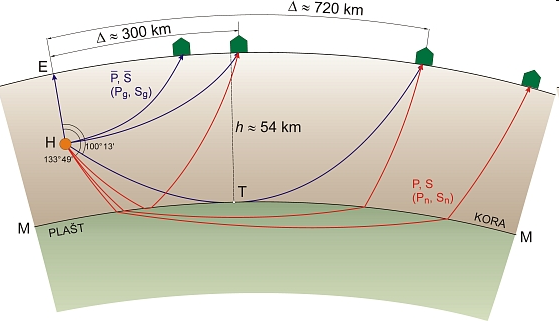 Δ ≈ 720 km
Δ ≈ 300 km
E
P̅, S̅
(Pg, Sg)
H
100° 13'
133° 49'
h ≈ 54 km
T
P, S
(Pn, Sn)
M
PLAŠT
KORA
M